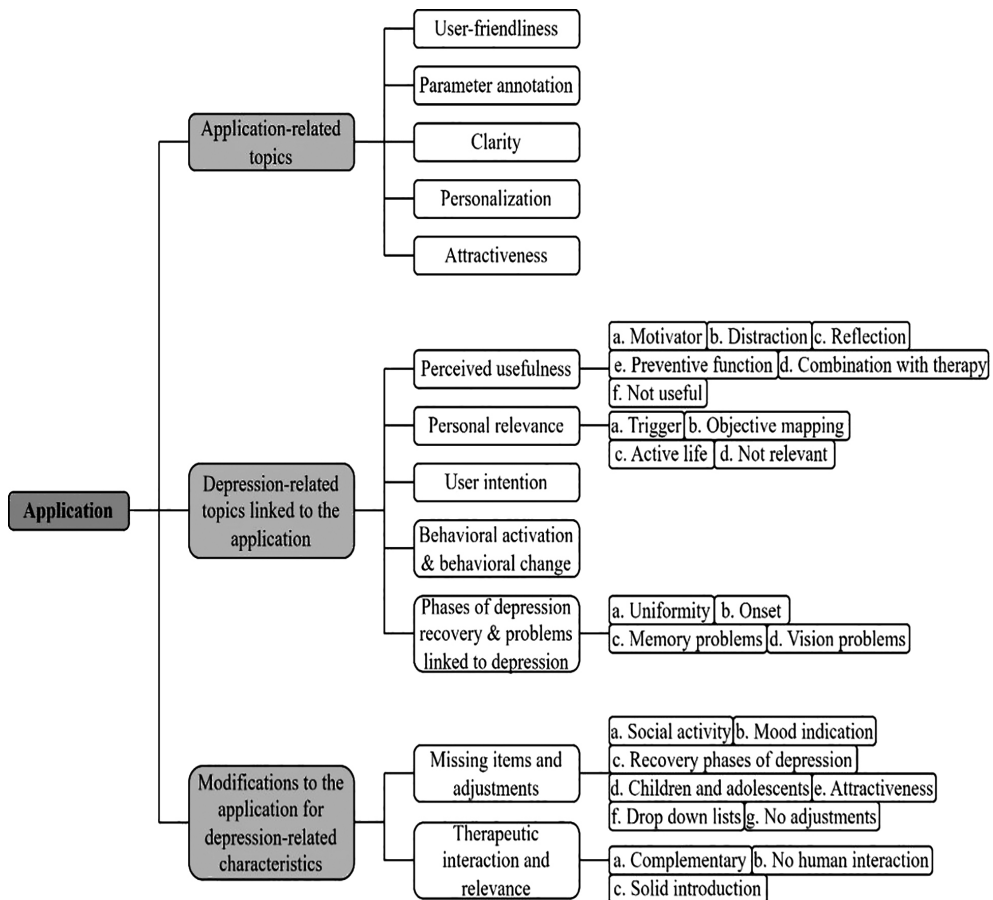 User-friendliness
Parameter annotation
Application-related
topics
Clarity
Personalization
Attractiveness
a. Motivator b. Distraction c. Reflection
Perceived usefulness
e. Preventive function d. Combination with therapy
f. Not useful
Personal relevance
a. Trigger b. Objective mapping
c. Active life d. Not relevant
User intention
Application
Depression-related
topics linked to the
application
Behavioral activation
& behavioral change
Phases of depression
recovery & problems
linked to depression
a. Uniformity b. Onset
c. Memory problems d. Vision problems
Modifications to the
application for
depression-related
characteristics
Missing items and
adjustments
a. Social activity b. Mood indication
c. Recovery phases of depression
d. Children and adolescents e. Attractiveness
f. Drop down lists g. No adjustments
Therapeutic
interaction and
relevance
a. Complementary b. No human interaction
c. Solid introduction